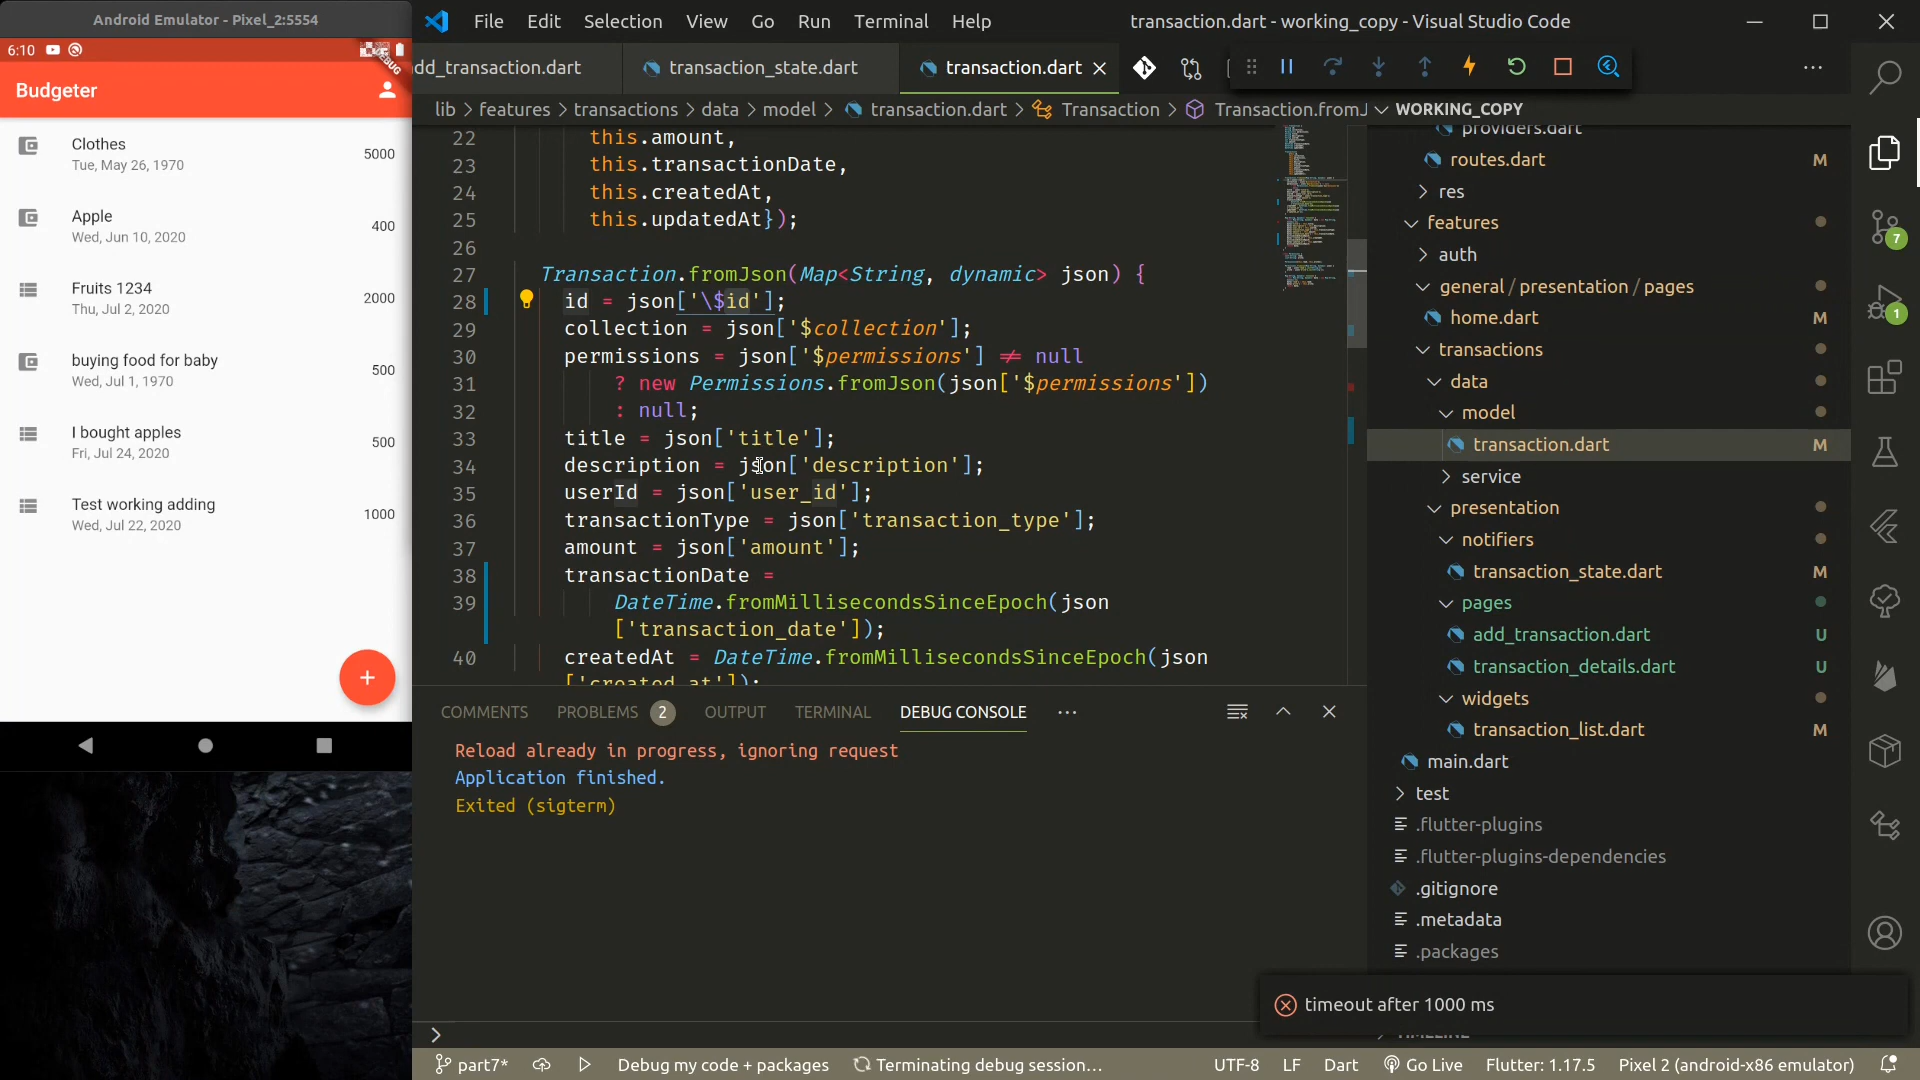 Android Emulator - Pixel_2:5554
6:10
DEBUG
Budgeter
Clothes
Tue, May 26, 1970
5000
Apple
Wed, Jun 10, 2020
400
Fruits 1234
Thu, Jul 2, 2020
2000
buying food for baby
Wed, Jul 1, 1970
500
I bought apples
Fri, Jul 24, 2020
500
Test working adding
Wed, Jul 22, 2020
1000
+
File Edit Selection View Go Run Terminal Help
transaction.dart - working_copy - Visual Studio Code
dd_transaction.dart
transaction_state.dart
transaction.dart
lib > features > transactions > data > model > transaction.dart > Transaction > Transaction.fromJ
22 this.amount,
23 this.transactionDate,
24 this.createdAt,
25 this.updatedAt});
26
27 Transaction.fromJson(Map<String, dynamic> json) {
28 id = json['\$id'];
29 collection = json['$collection'];
30 permissions = json['$permissions'] ≠ null
31 ? new Permissions.fromJson(json['$permissions'])
32 : null;
33 title = json['title'];
34 description = json['description'];
35 userId = json['user_id'];
36 transactionType = json['transaction_type'];
37 amount = json['amount'];
38 transactionDate =
39 DateTime.fromMillisecondsSinceEpoch(json
['transaction_date']);
40 createdAt = DateTime.fromMillisecondsSinceEpoch(json
['created_at']);
COMMENTS PROBLEMS 2 OUTPUT TERMINAL DEBUG CONSOLE
Reload already in progress, ignoring request
Application finished.
Exited (sigterm)
WORKING_COPY
providers.dart
routes.dart M
res
features
auth
general/presentation/pages
home.dart M
transactions
data
model
transaction.dart M
service
presentation
notifiers
transaction_state.dart M
pages
add_transaction.dart U
transaction_details.dart U
widgets
transaction_list.dart M
main.dart
test
.flutter-plugins
.flutter-plugins-dependencies
.gitignore
.metadata
.packages
TIMELINE
7
1
timeout after 1000 ms
part7* Debug my code + packages Terminating debug session... UTF-8 LF Dart Go Live Flutter: 1.17.5 Pixel 2 (android-x86 emulator)